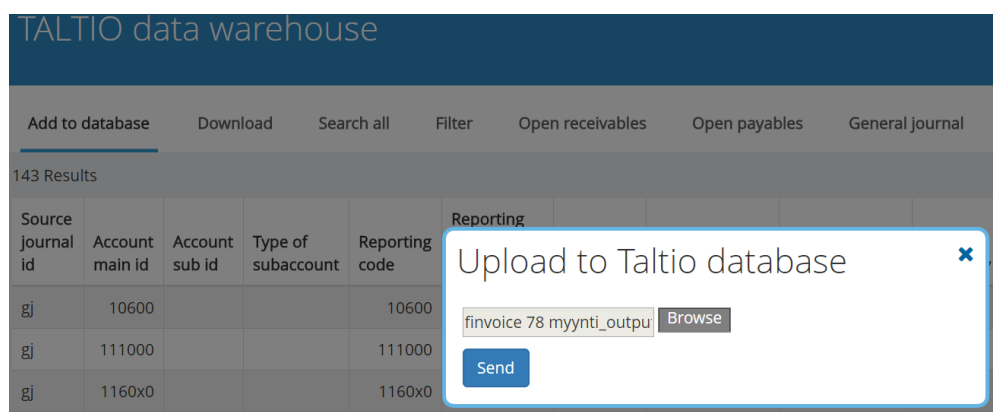 TALTIO data warehouse
Add to database Download Search all Filter Open receivables Open payables General journal
143 Results
Source journal id Account main id Account sub id Type of subaccount Reporting code Reporting
Upload to Taltio database
finvoice 78 myynti_outpu Browse
Send
gj 10600 10600
gj 111000 111000
gj 1160x0 1160x0